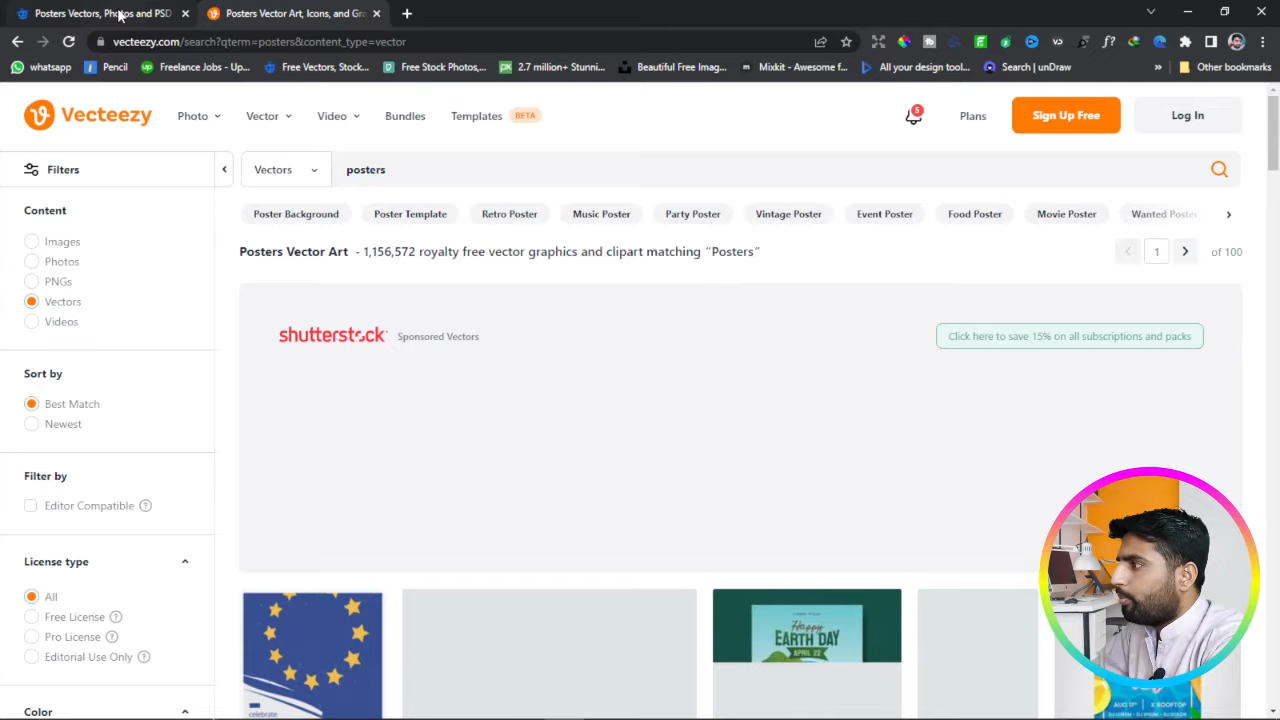 Posters Vectors, Photos and PSD
Posters Vector Art, Icons, and Gra
vecteezy.com/search?qterm=posters&content_type=vector
whatsapp
Pencil
Freelance Jobs - Up...
Free Vectors, Stock...
Free Stock Photos,...
2.7 million+ Stunni...
Beautiful Free Imag...
Mixkit - Awesome f...
All your design tool...
Search | unDraw
»
Other bookmarks
Vecteezy
Photo
Vector
Video
Bundles
Templates
BETA
5
Plans
Sign Up Free
Log In
Filters
Vectors
posters
Content
Poster Background
Poster Template
Retro Poster
Music Poster
Party Poster
Vintage Poster
Event Poster
Food Poster
Movie Poster
Wanted Poster
Posters Vector Art - 1,156,572 royalty free vector graphics and clipart matching “Posters”
1
of 100
Images
Photos
PNGs
Vectors
Videos
shutterstock
Sponsored Vectors
Click here to save 15% on all subscriptions and packs
Sort by
Best Match
Newest
Filter by
Editor Compatible
License type
All
Free License
Pro License
Editorial Use Only
Color
Happy
EARTH DAY
APRIL 22
celebrate
AUG 11th | X ROOFTOP